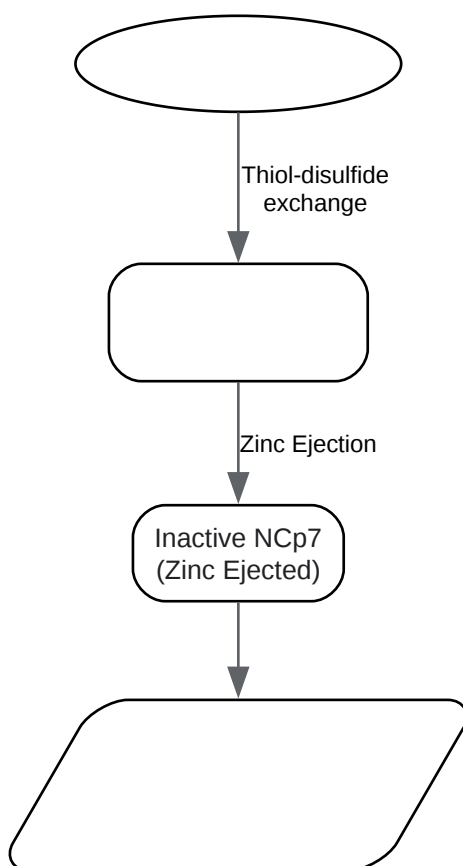 Thiol-disulfide
exchange
Zinc Ejection
Inactive NCp7
(Zinc Ejected)